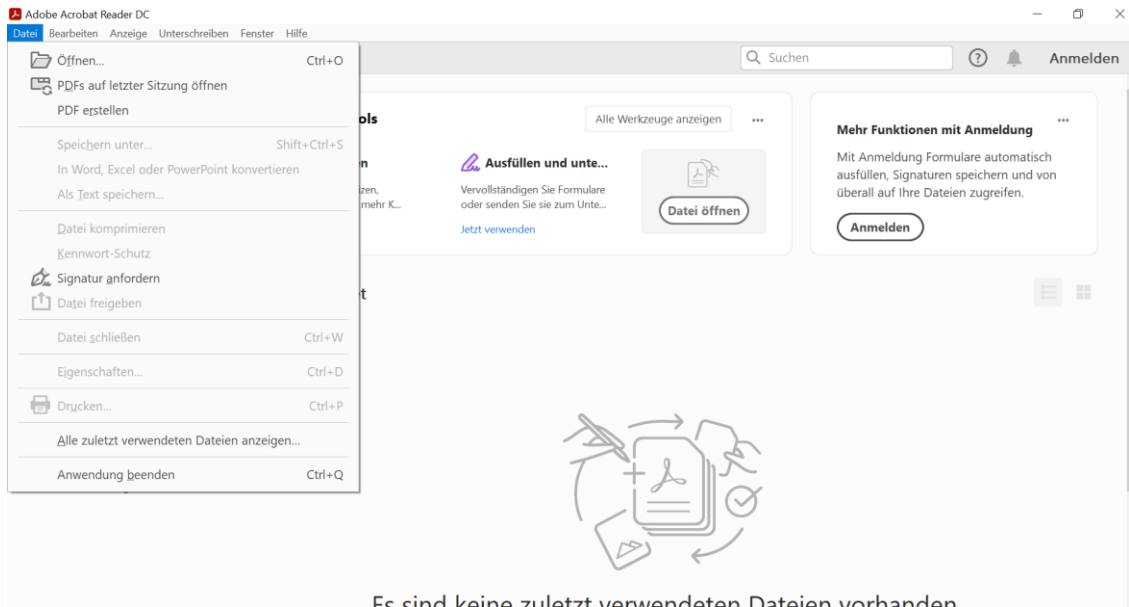 Adobe Acrobat Reader DC
Datei Bearbeiten Anzeige Unterschreiben Fenster Hilfe
Öffnen... Ctrl+O
PDFs auf letzter Sitzung öffnen
PDF erstellen
Speichern unter... Shift+Ctrl+S
In Word, Excel oder PowerPoint konvertieren
Als Text speichern...
Datei komprimieren
Kennwort-Schutz
Signatur anfordern
Datei freigeben
Datei schließen Ctrl+W
Eigenschaften... Ctrl+D
Drucken... Ctrl+P
Alle zuletzt verwendeten Dateien anzeigen...
Anwendung beenden Ctrl+Q
Suchen
? Anmelden
ols
Alle Werkzeuge anzeigen
en
zen,
mehr K...
Ausfüllen und unte...
Vervollständigen Sie Formulare
oder senden Sie sie zum Unte...
Jetzt verwenden
Datei öffnen
Mehr Funktionen mit Anmeldung
Mit Anmeldung Formulare automatisch
ausfüllen, Signaturen speichern und von
überall auf Ihre Dateien zugreifen.
Anmelden
et
Es sind keine zuletzt verwendeten Dateien vorhanden